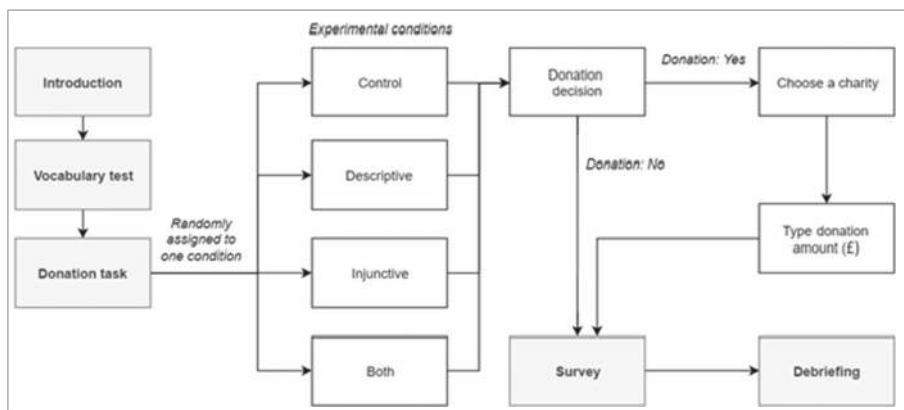 Experimental conditions
Introduction
Vocabulary test
Donation task
Randomly
assigned to
one condition
Control
Descriptive
Injunctive
Both
Donation
decision
Donation: Yes
Donation: No
Choose a charity
Type donation
amount (£)
Survey
Debriefing